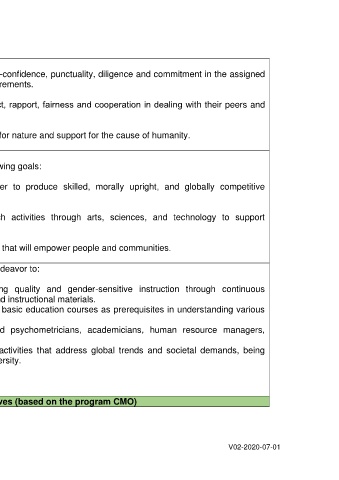 -confidence, punctuality, diligence and commitment in the assigned
rements.
ct, rapport, fairness and cooperation in dealing with their peers and
for nature and support for the cause of humanity.
wing goals:
er to produce skilled, morally upright, and globally competitive
ch activities through arts, sciences, and technology to support
that will empower people and communities.
deavor to:
ng quality and gender-sensitive instruction through continuous
d instructional materials.
basic education courses as prerequisites in understanding various
d psychometricians, academicians, human resource managers,
activities that address global trends and societal demands, being
ersity.
ves (based on the program CMO)
V02-2020-07-01